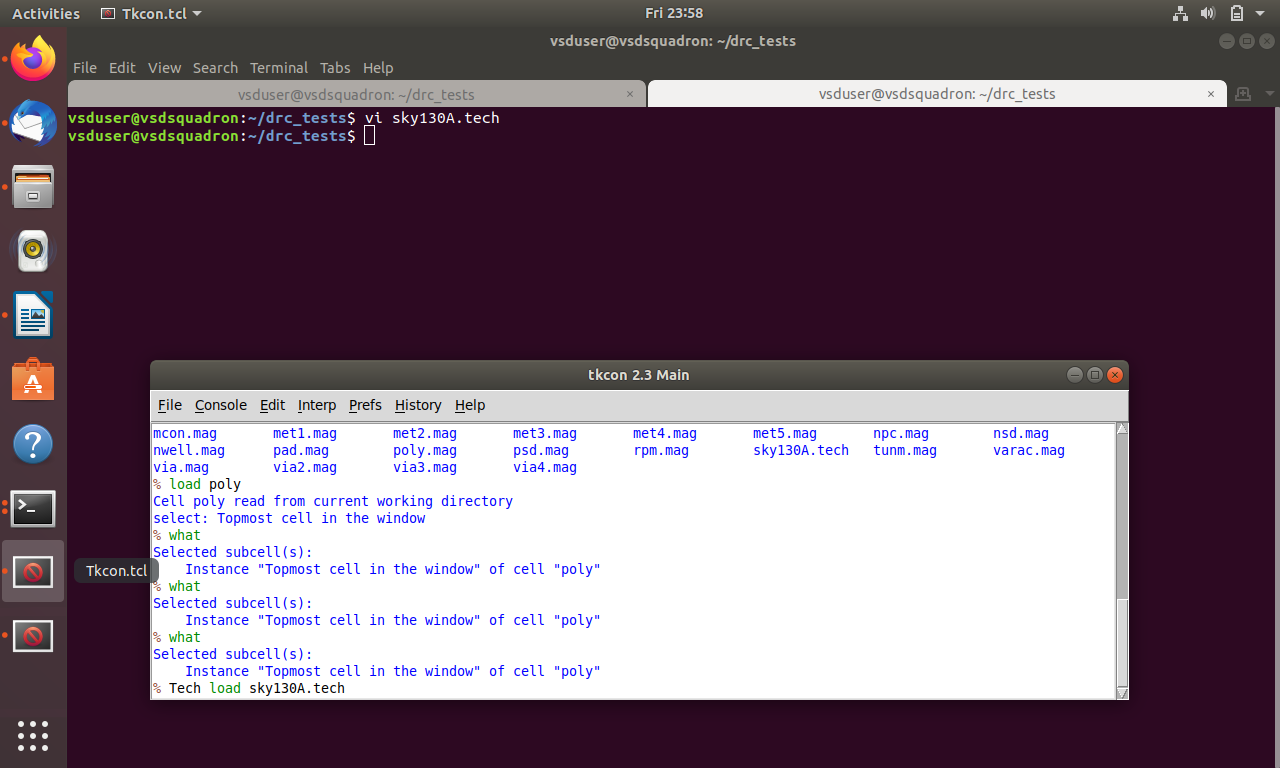 Activities Tkcon.tcl Fri 23:58
vsduser@vsdsquadron: ~/drc_tests
File Edit View Search Terminal Tabs Help
vsduser@vsdsquadron: ~/drc_tests × vsduser@vsdsquadron: ~/drc_tests ×
vsduser@vsdsquadron:~/drc_tests$ vi sky130A.tech
vsduser@vsdsquadron:~/drc_tests$
tkcon 2.3 Main
File Console Edit Interp Prefs History Help
mcon.mag met1.mag met2.mag met3.mag met4.mag met5.mag npc.mag nsd.mag
nwell.mag pad.mag poly.mag psd.mag rpm.mag sky130A.tech tunm.mag varac.mag
via.mag via2.mag via3.mag via4.mag
% load poly
Cell poly read from current working directory
select: Topmost cell in the window
% what
Selected subcell(s):
Instance "Topmost cell in the window" of cell "poly"
% what
Selected subcell(s):
Instance "Topmost cell in the window" of cell "poly"
% what
Selected subcell(s):
Instance "Topmost cell in the window" of cell "poly"
% Tech load sky130A.tech
Tkcon.tcl